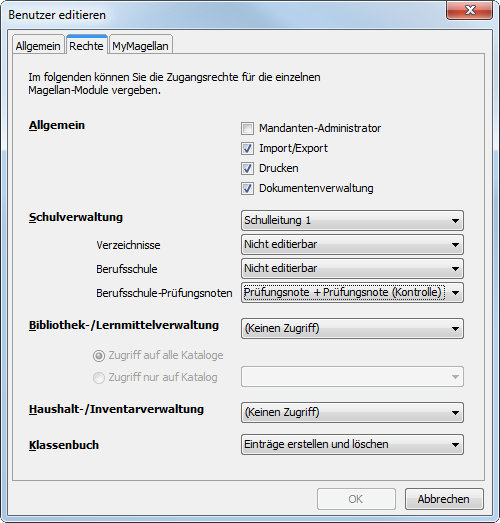 Benutzer editieren
Allgemein Rechte MyMagellan
Im folgenden können Sie die Zugangsrechte für die einzelnen
Magellan-Module vergeben.
Allgemein Mandanten-Administrator
Import/Export
Drucken
Dokumentenverwaltung
Schulverwaltung Schulleitung 1
Verzeichnisse Nicht editierbar
Berufsschule Nicht editierbar
Berufsschule-Prüfungsnoten Prüfungsnote + Prüfungsnote (Kontrolle)
Bibliothek-/Lernmittelverwaltung (Keinen Zugriff)
Zugriff auf alle Kataloge
Zugriff nur auf Katalog
Haushalt-/Inventarverwaltung (Keinen Zugriff)
Klassenbuch Einträge erstellen und löschen
OK Abbrechen